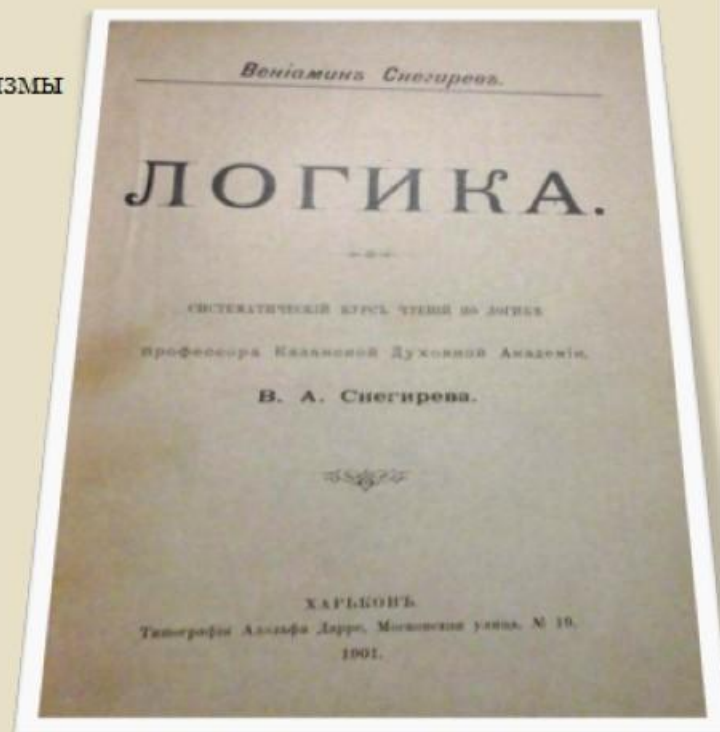 измы
Веніаминъ Снегиревъ.
ЛОГИКА.
СИСТЕМАТИЧЕСКІЙ КУРСЪ ЧТЕНІЙ ПО ЛОГИКѢ
профессора Казанской Духовной Академіи,
В. А. Снегирева.
ХАРЬКОВЪ.
Типографія Адольфа Дарре, Московская улица, № 19.
1901.